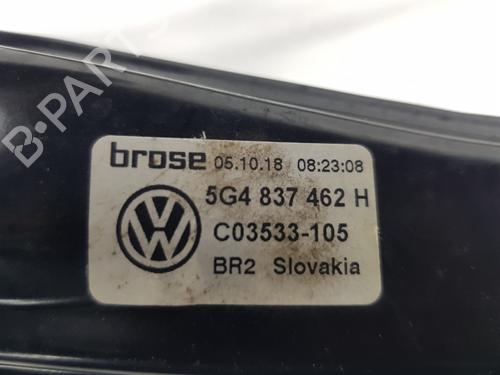 B-PARTS
brose 05.10.18 08:23:08
5G4 837 462 H
C03533-105
BR2 Slovakia